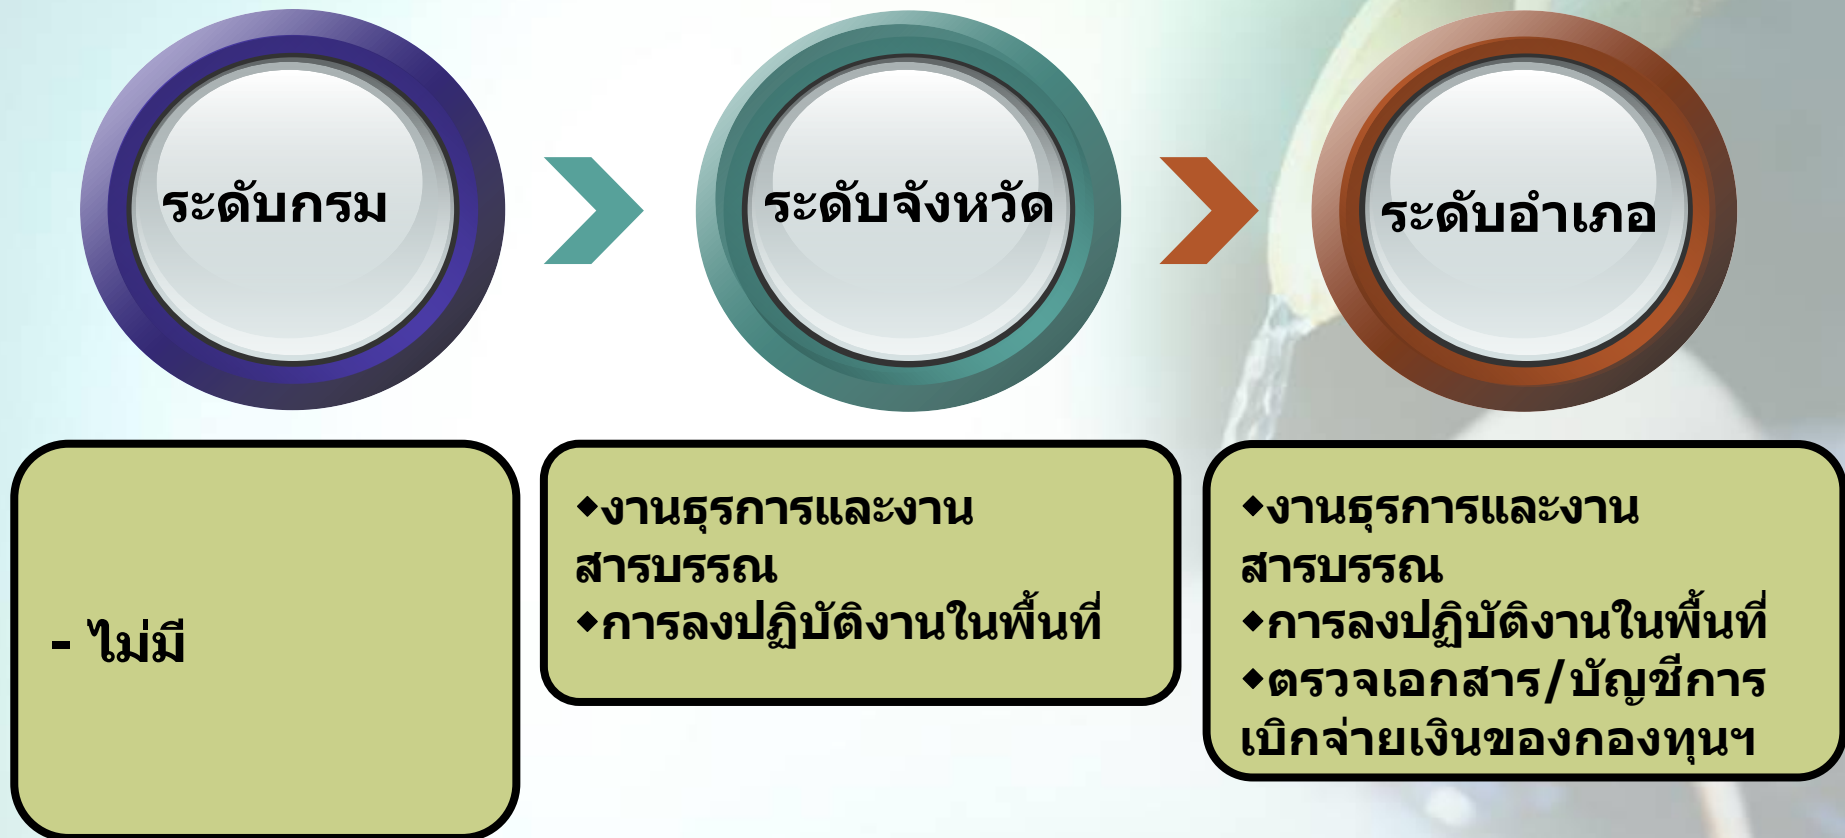 ระดับกรม
ระดับจังหวัด
ระดับอำเภอ
- ไม่มี
◆งานธุรการและงาน
สารบรรณ
◆การลงปฏิบัติงานในพื้นที่
◆งานธุรการและงาน
สารบรรณ
◆การลงปฏิบัติงานในพื้นที่
◆ตรวจเอกสาร/บัญชีการ
เบิกจ่ายเงินของกองทุนฯ